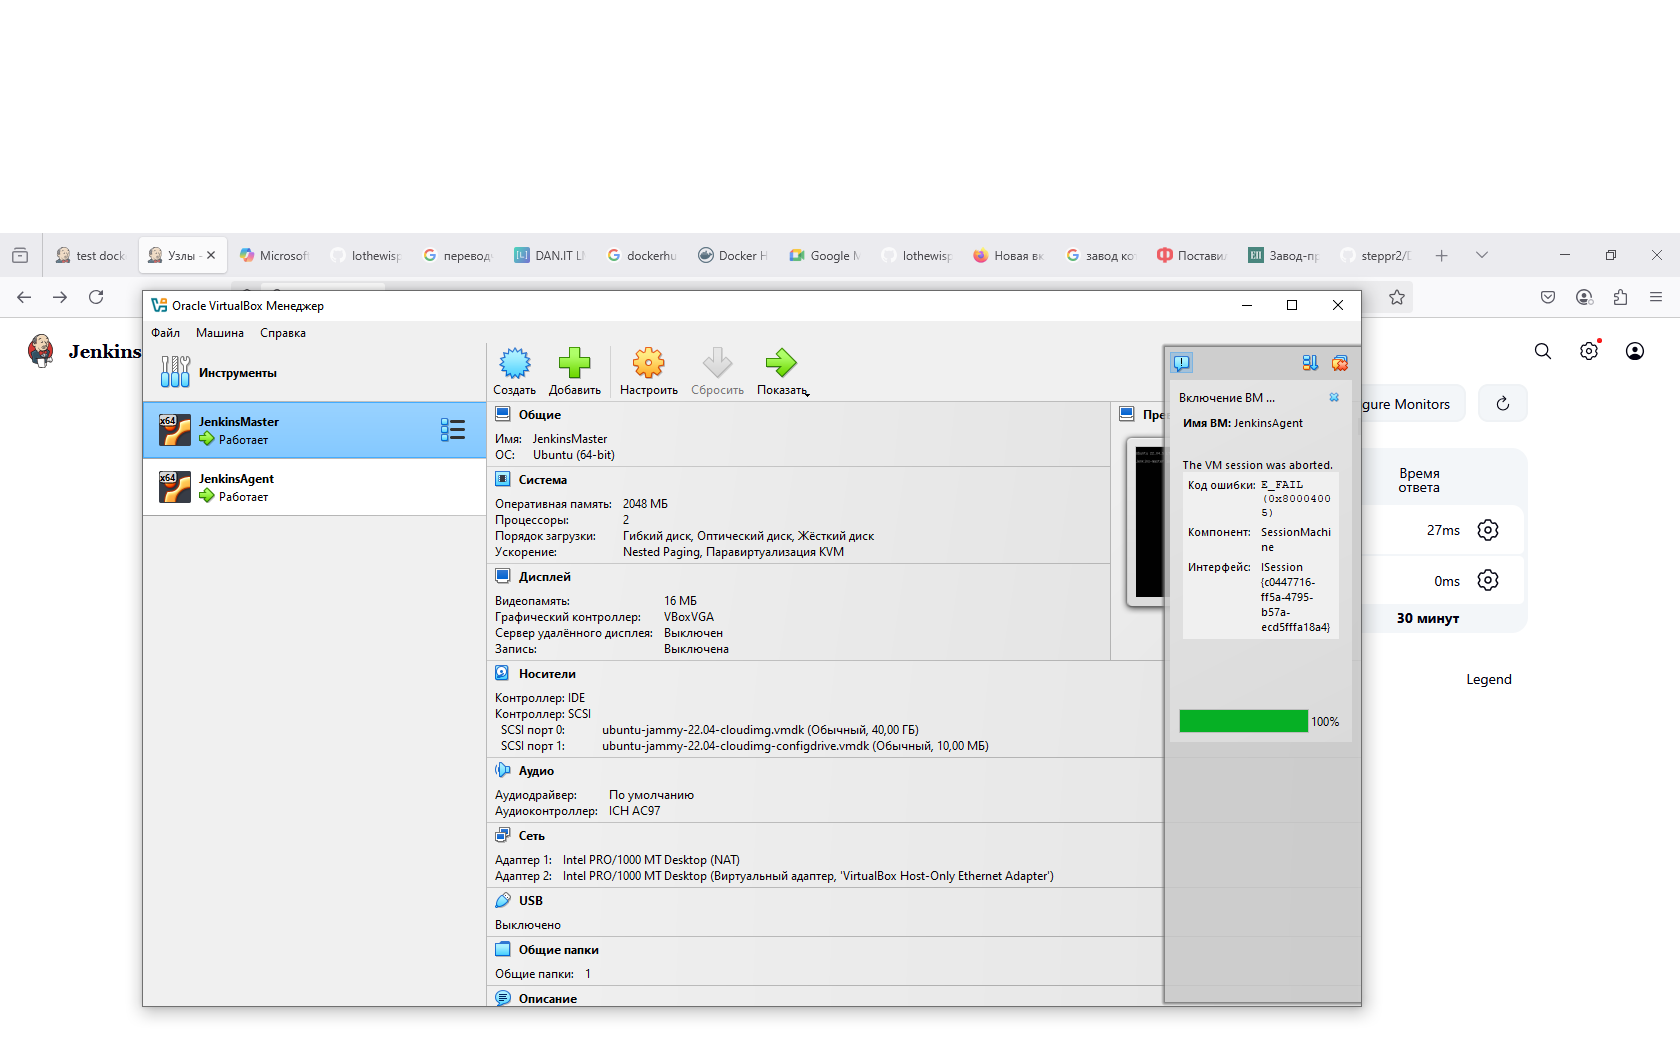 test dock
Узлы -
Microsof
lothewisp
перевод
DAN.IT L
dockerhu
Docker H
Google M
lothewisp
Новая вк
завод ко
Постави
Завод-пр
steppr2/
Jenkins
Oracle VirtualBox Менеджер
Файл Машина Справка
Инструменты
JenkinsMaster
Работает
JenkinsAgent
Работает
Создать Добавить Настроить Сбросить Показать
Общие
Имя: JenkinsMaster
ОС: Ubuntu (64-bit)
Система
Оперативная память: 2048 МБ
Процессоры: 2
Порядок загрузки: Гибкий диск, Оптический диск, Жёсткий диск
Ускорение: Nested Paging, Паравиртуализация KVM
Дисплей
Видеопамять: 16 МБ
Графический контроллер: VBoxVGA
Сервер удалённого дисплея: Выключен
Запись: Выключена
Носители
Контроллер: IDE
Контроллер: SCSI
SCSI порт 0: ubuntu-jammy-22.04-cloudimg.vmdk (Обычный, 40,00 ГБ)
SCSI порт 1: ubuntu-jammy-22.04-cloudimg-configdrive.vmdk (Обычный, 10,00 МБ)
Аудио
Аудиодрайвер: По умолчанию
Аудиоконтроллер: ICH AC97
Сеть
Адаптер 1: Intel PRO/1000 MT Desktop (NAT)
Адаптер 2: Intel PRO/1000 MT Desktop (Виртуальный адаптер, 'VirtualBox Host-Only Ethernet Adapter')
USB
Выключено
Общие папки
Общие папки: 1
Описание
Пре
Включение ВМ ...
Имя ВМ: JenkinsAgent
The VM session was aborted.
Код ошибки: E_FAIL
(0x8000400
5)
Компонент: SessionMachi
ne
Интерфейс: ISession
{c0447716-
ff5a-4795-
b57a-
ecd5fffa18a4}
100%
gure Monitors
Время
ответа
27ms
0ms
30 минут
Legend